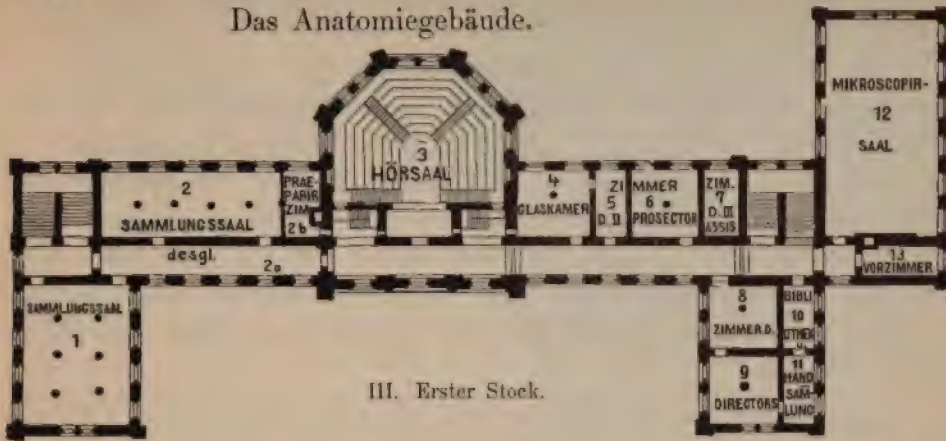 Das Anatomiegebäude.
MIKROSCOPIR-
12
SAAL
3
HÖRSAAL
2
SAMMLUNGSSAAL
PRAE-
PARIR
ZIM.
2b
4
GLASKAMER
ZI
5
D. II
MMER
6
PROSECTOR
ZIM.
7
D. III
ASSIS
desgl.
2a
13
VORZIMMER
SAMMLUNGSSAAL
1
8
ZIMMER.D.
BIBLI
10
OTHEK
9
DIRECTORS
11
HAND
SAM-
LUNG
III. Erster Stock.